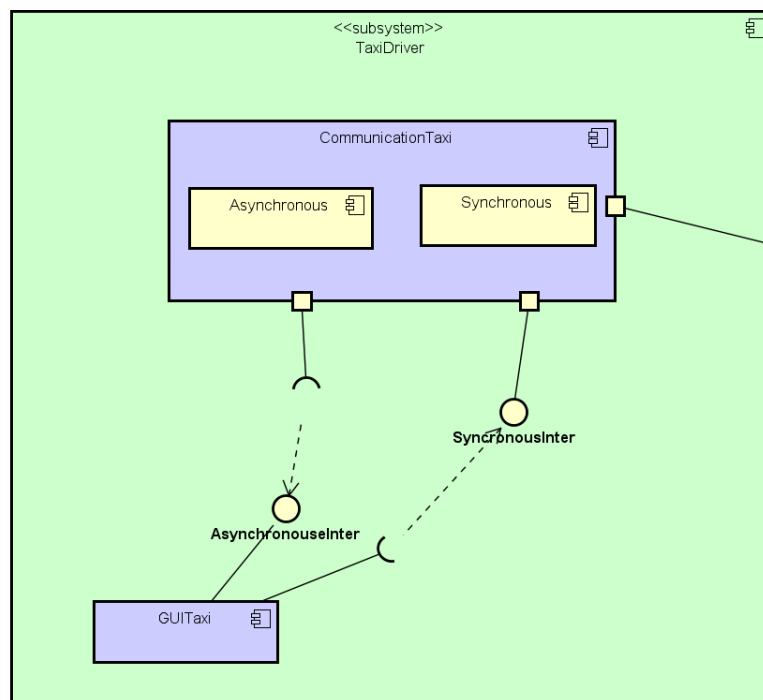 <<subsystem>>
TaxiDriver
CommunicationTaxi
Asynchronous
Synchronous
SyncronousInter
AsynchronouseInter
GUITaxi